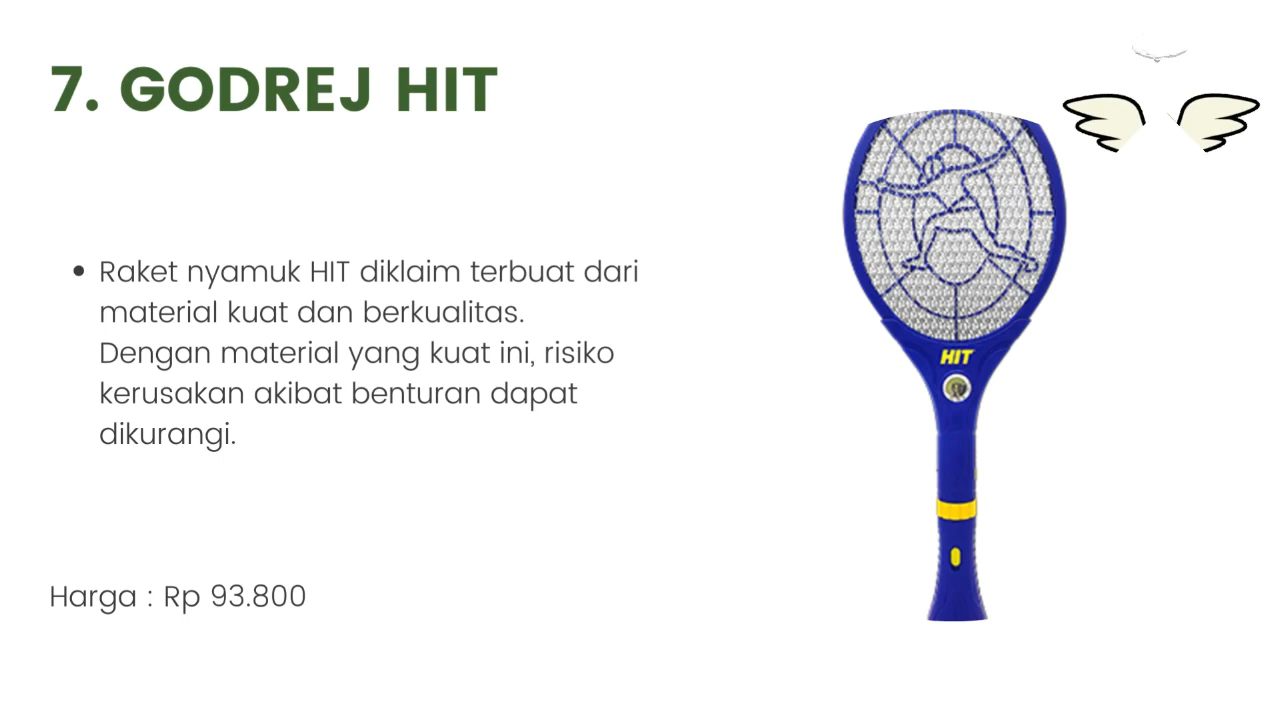 7. GODREJ HIT
• Raket nyamuk HIT diklaim terbuat dari
material kuat dan berkualitas.
Dengan material yang kuat ini, risiko
kerusakan akibat benturan dapat
dikurangi.
HIT
Harga : Rp 93.800